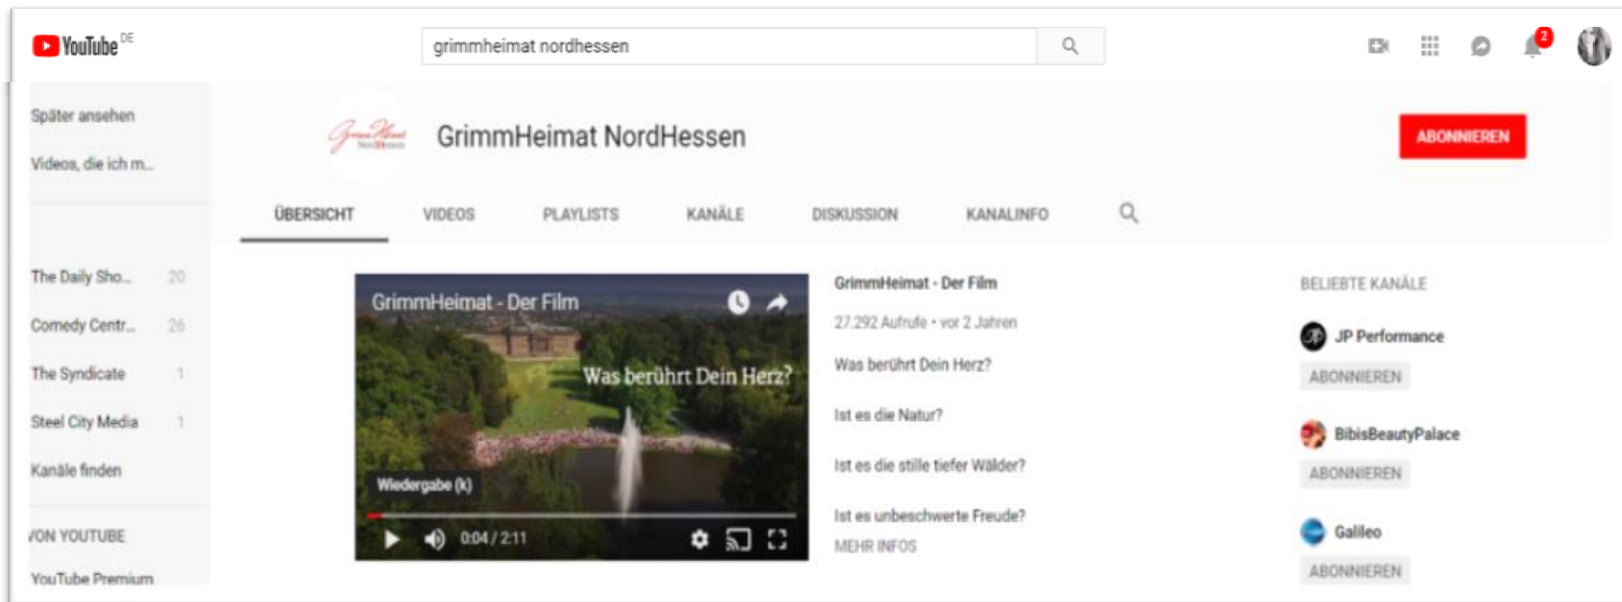 YouTube DE
grimmheimat nordhessen
2
Später ansehen
Videos, die ich m...
The Daily Sho... 20
Comedy Centr... 26
The Syndicate 1
Steel City Media 1
Kanäle finden
VON YOUTUBE
YouTube Premium
GrimmHeimat
NordHessen
GrimmHeimat NordHessen
ABONNIEREN
ÜBERSICHT VIDEOS PLAYLISTS KANÄLE DISKUSSION KANALINFO
GrimmHeimat - Der Film
Was berührt Dein Herz?
Wiedergabe (k)
0:04 / 2:11
GrimmHeimat - Der Film
27.292 Aufrufe • vor 2 Jahren
Was berührt Dein Herz?
Ist es die Natur?
Ist es die stille tiefer Wälder?
Ist es unbeschwerte Freude?
MEHR INFOS
BELIEBTE KANÄLE
JP Performance
ABONNIEREN
BibisBeautyPalace
ABONNIEREN
Galileo
ABONNIEREN